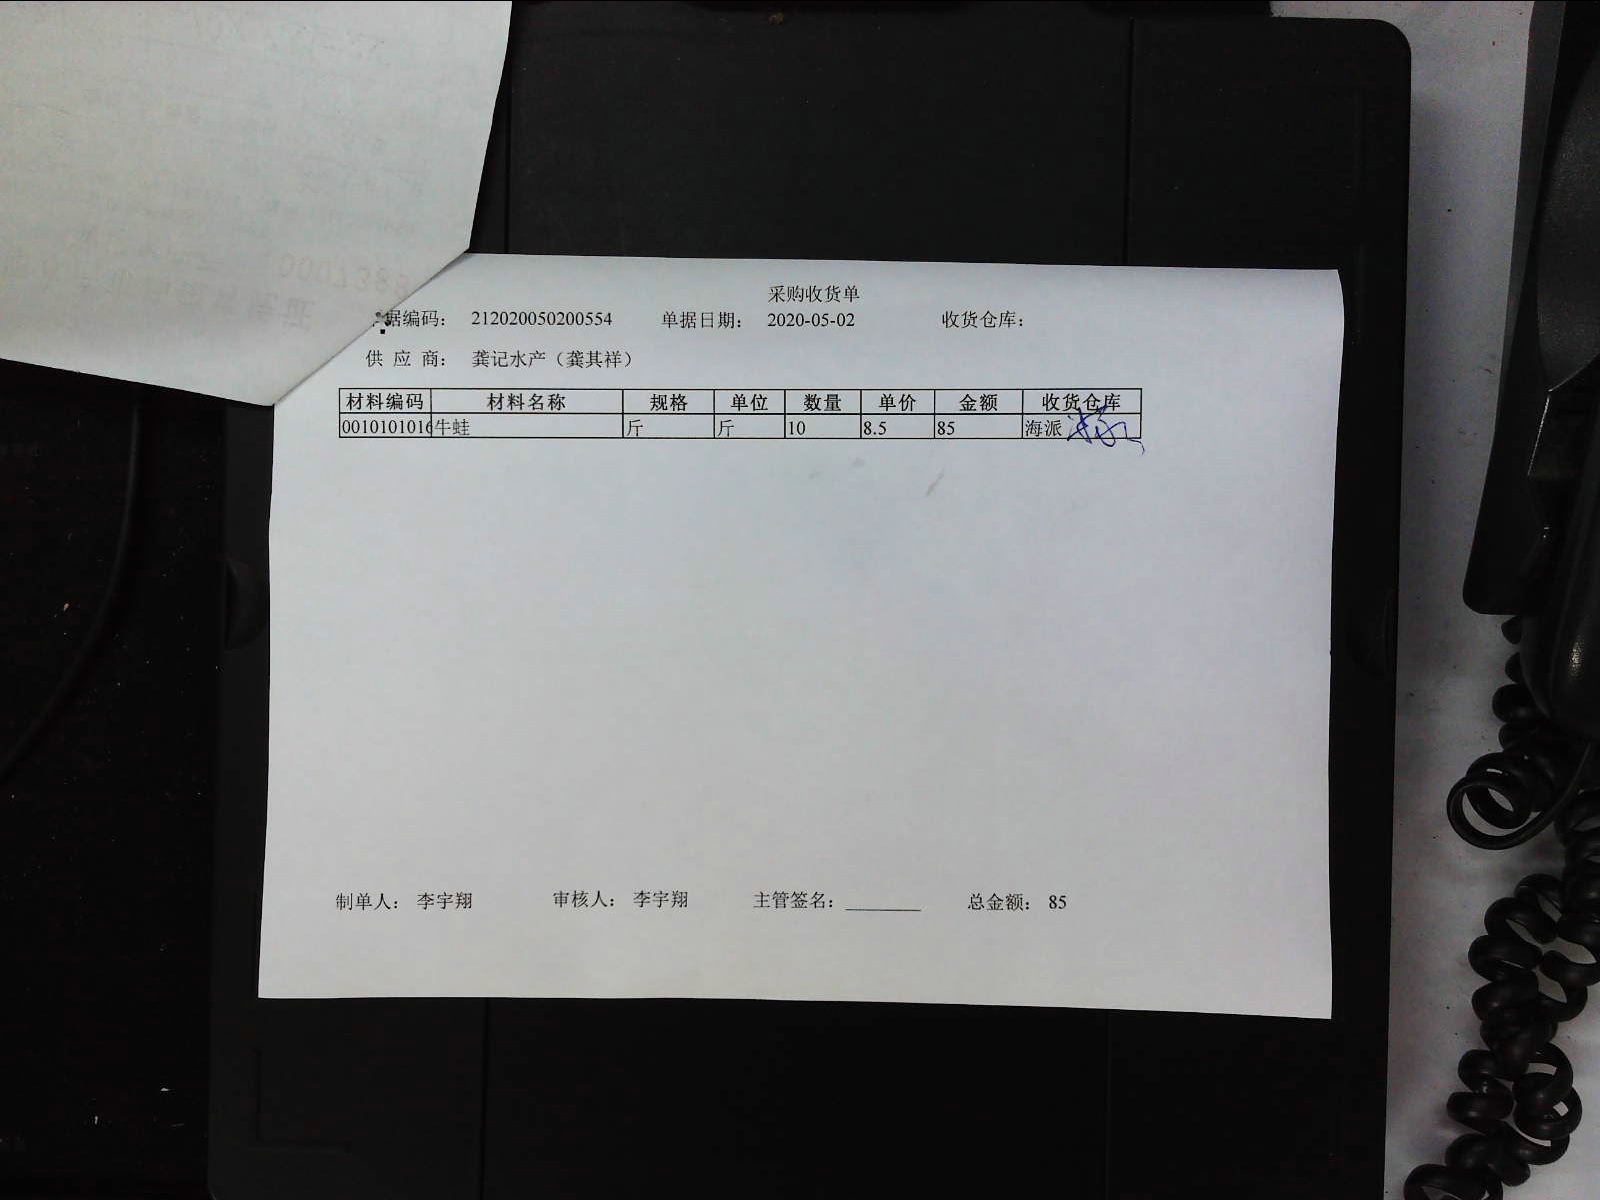 采购收货单
据编码： 212020050200554 单据日期： 2020-05-02 收货仓库：
供 应 商： 龚记水产（龚其祥）
材料编码 材料名称 规格 单位 数量 单价 金额 收货仓库
0010101016 牛蛙 斤 斤 10 8.5 85 海派
制单人： 李宇翔 审核人： 李宇翔 主管签名：________ 总金额： 85